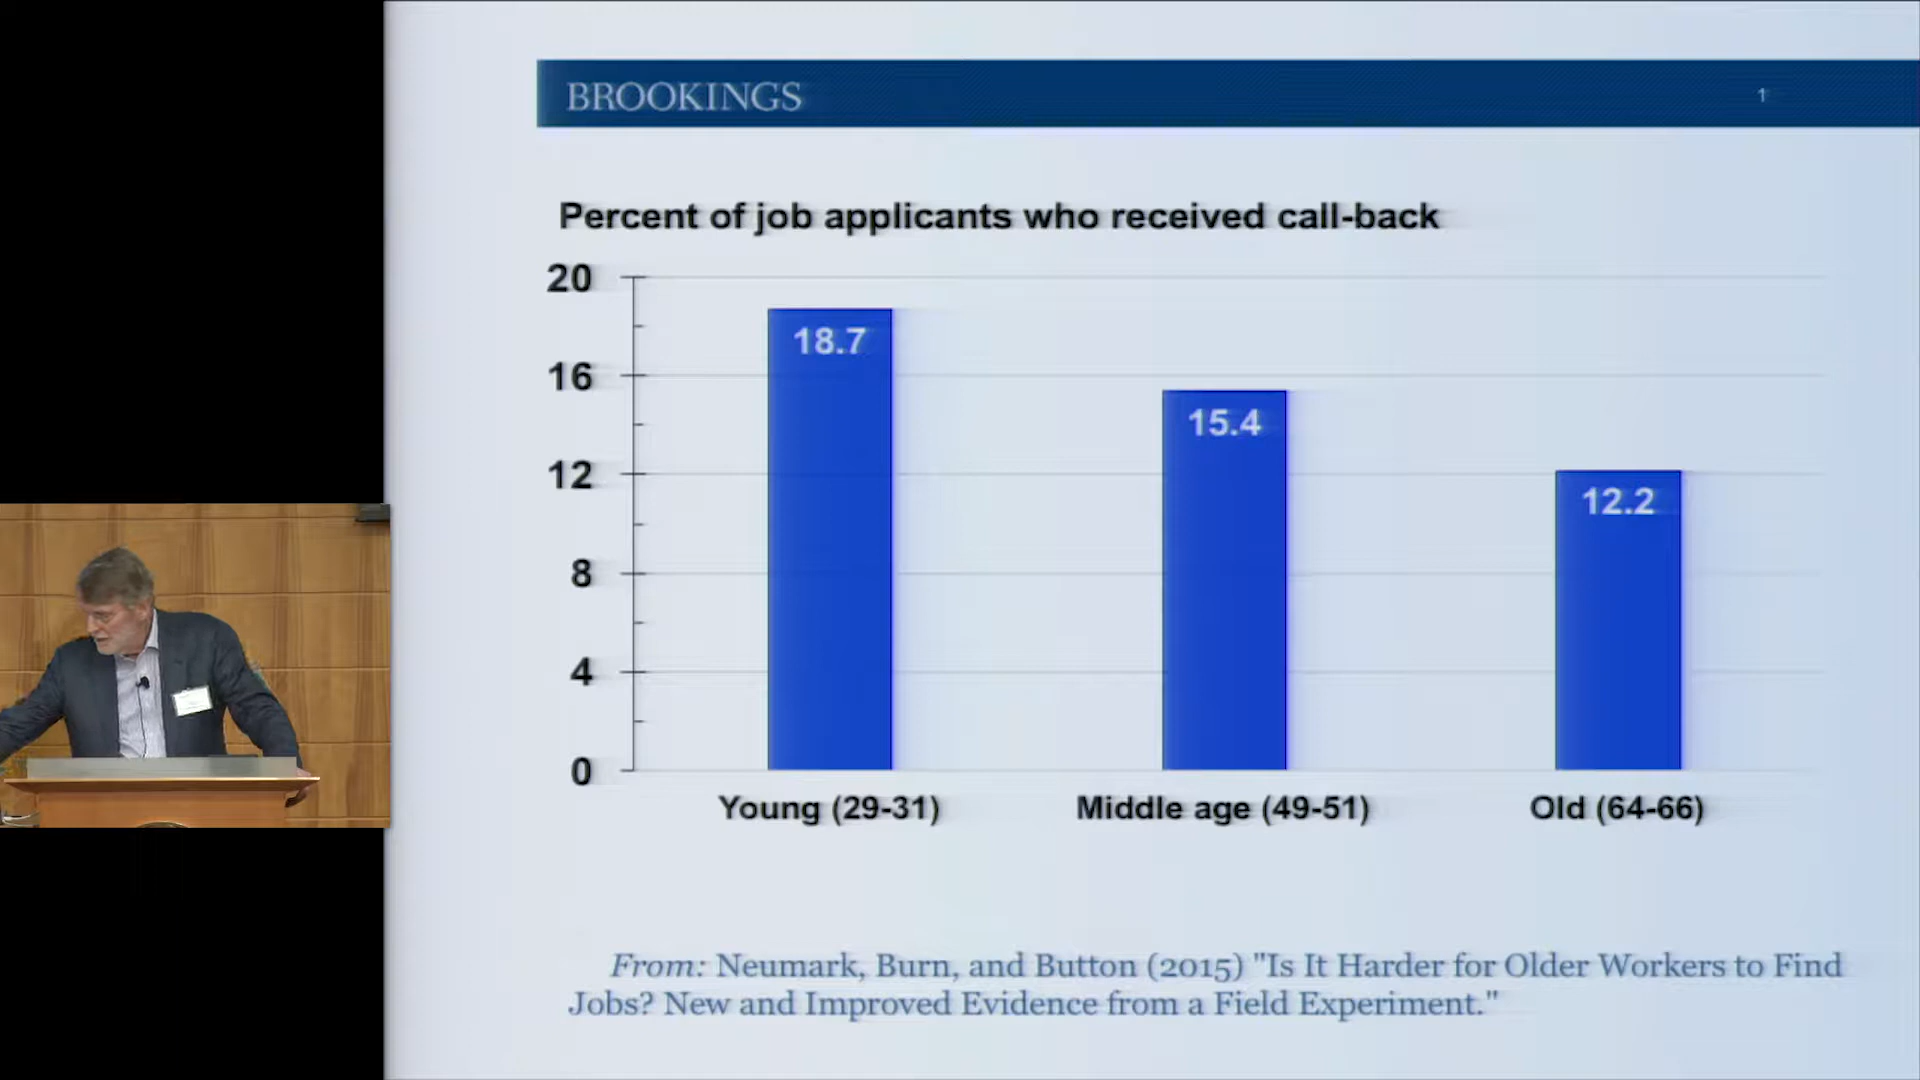 BROOKINGS
1
Percent of job applicants who received call-back
20
16
12
8
4
0
18.7
15.4
12.2
Young (29-31)
Middle age (49-51)
Old (64-66)
From: Neumark, Burn, and Button (2015) "Is It Harder for Older Workers to Find
Jobs? New and Improved Evidence from a Field Experiment."